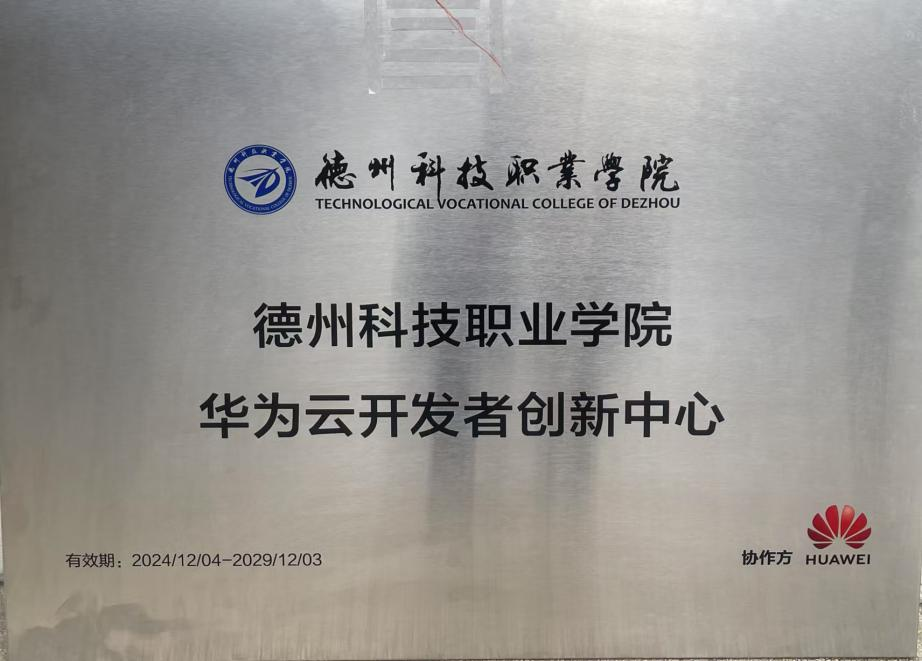 德州科技职业學院
TECHNOLOGICAL VOCATIONAL COLLEGE OF DEZHOU
德州科技职业学院
华为云开发者创新中心
有效期：2024/12/04-2029/12/03
协作方 HUAWEI